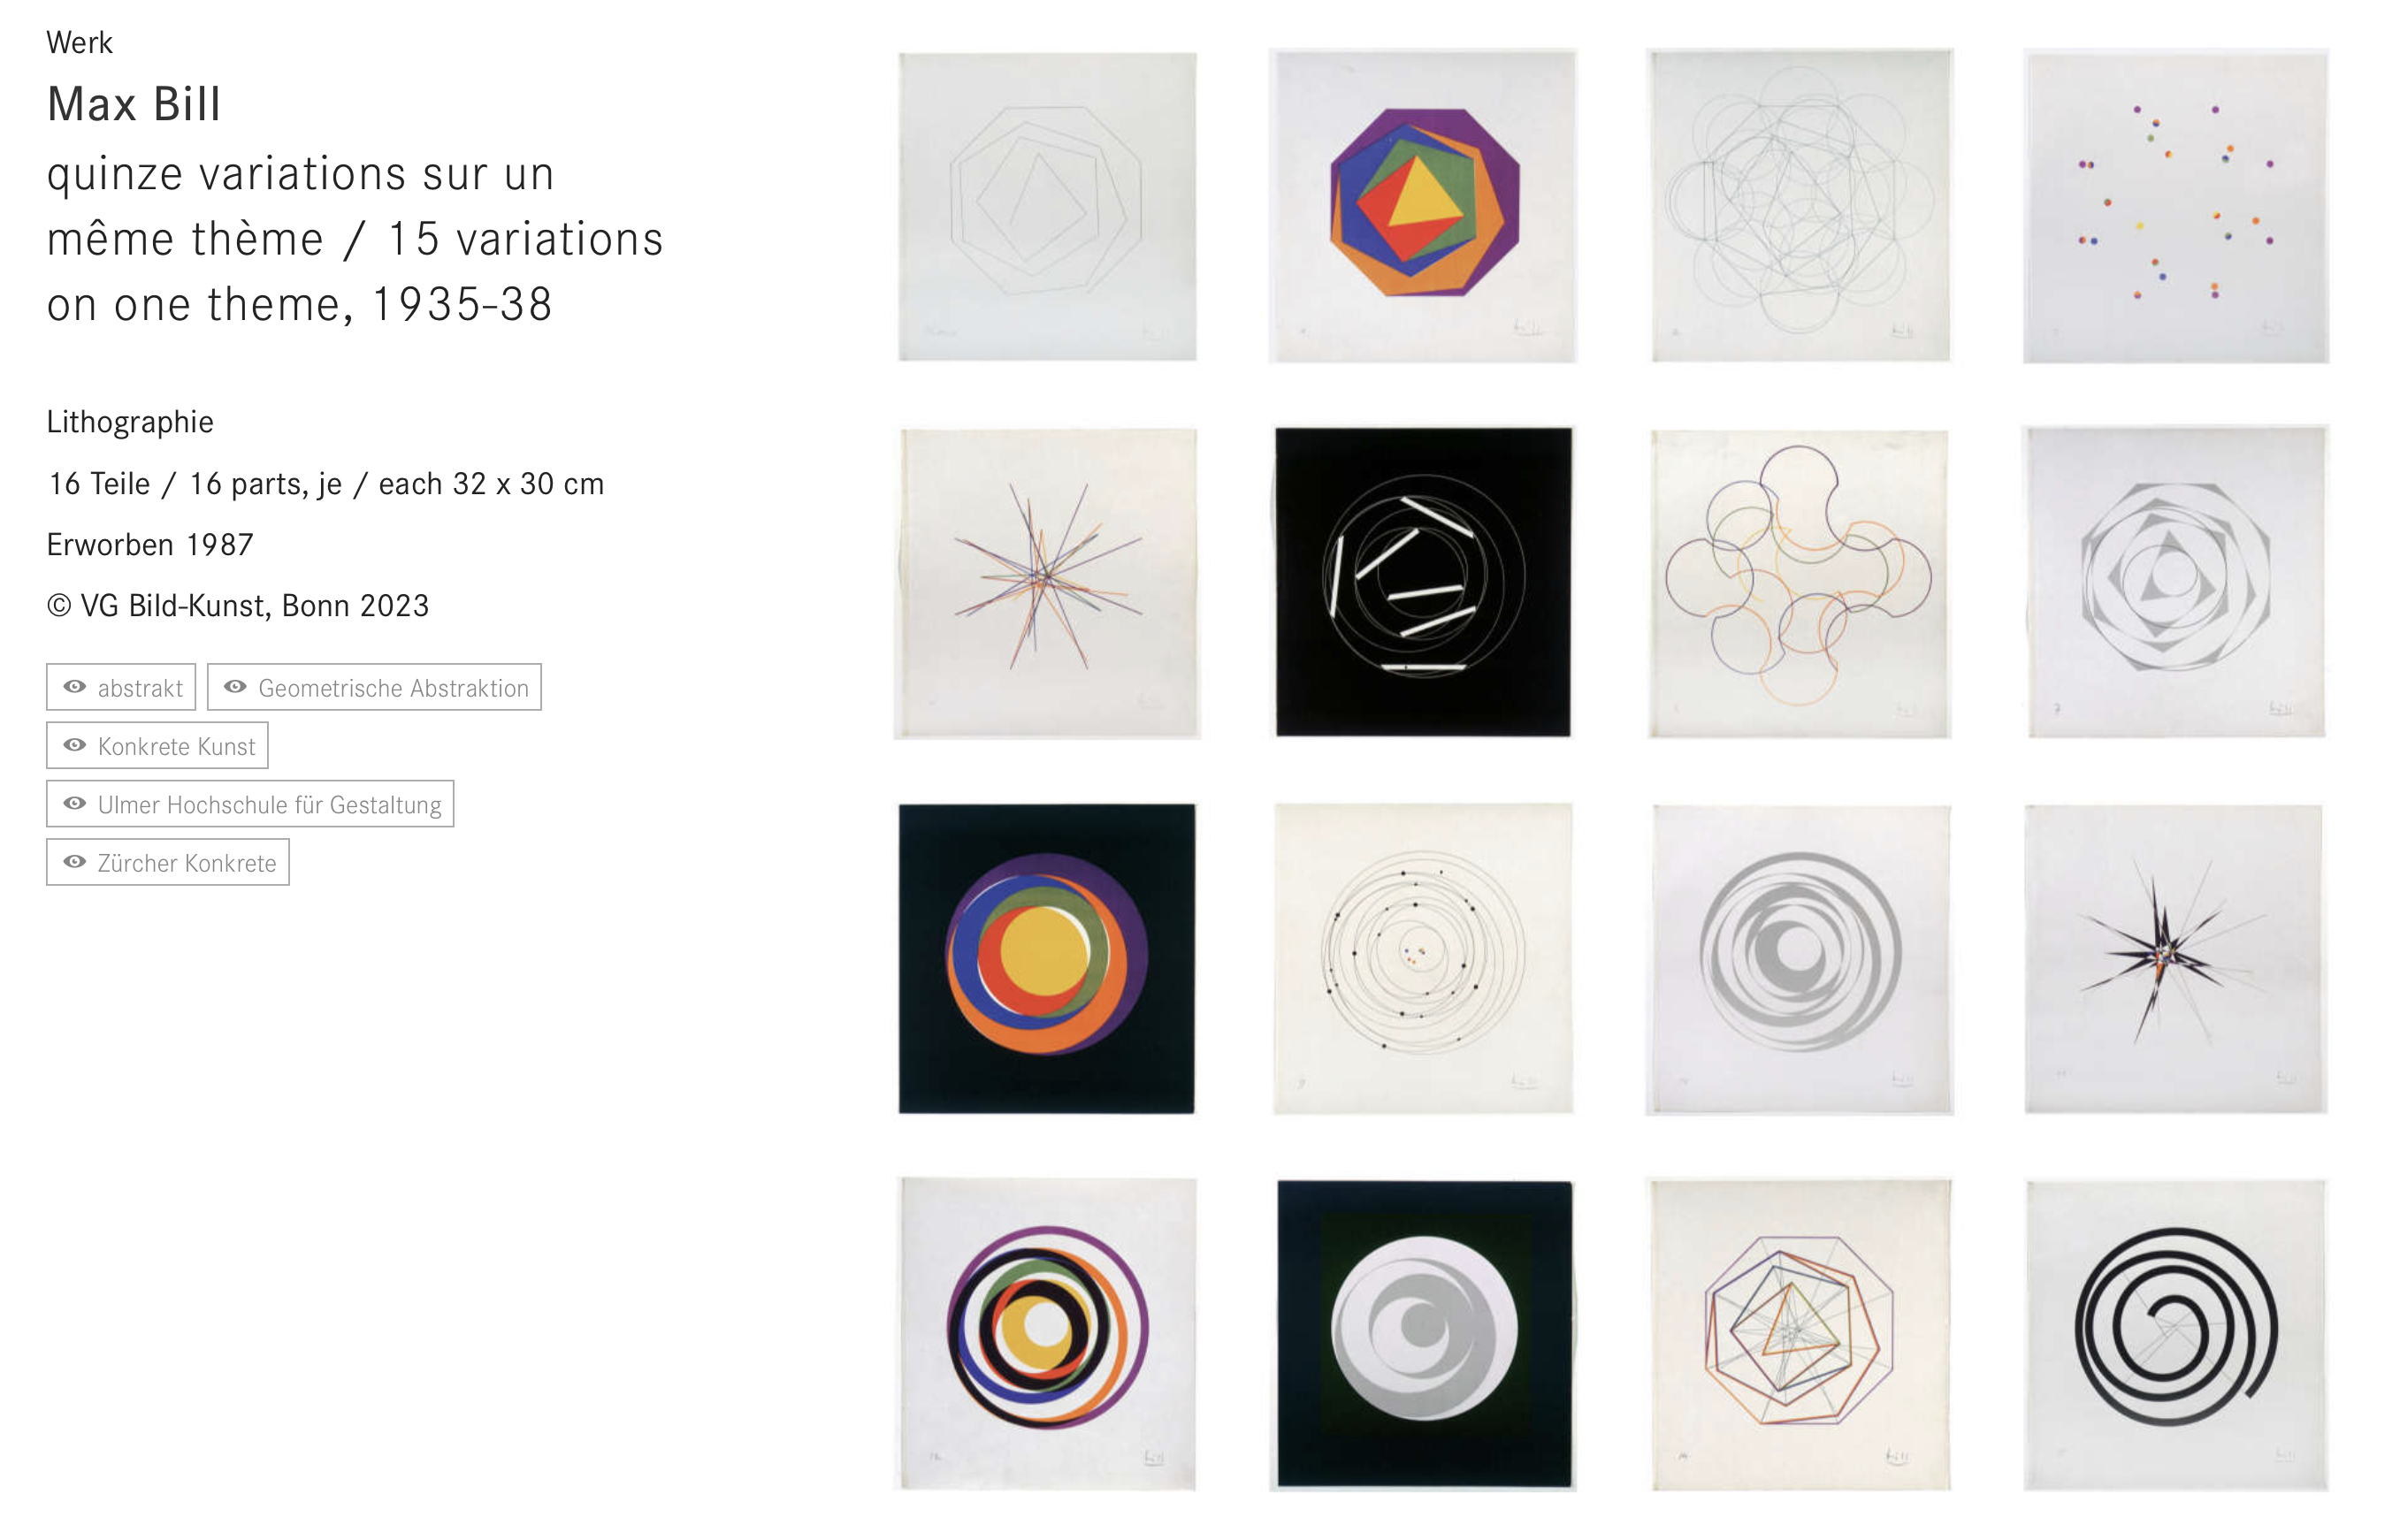 Werk
Max Bill
quinze variations sur un
même thème / 15 variations
on one theme, 1935-38
Lithographie
16 Teile / 16 parts, je / each 32 x 30 cm
Erworben 1987
© VG Bild-Kunst, Bonn 2023
abstrakt
Geometrische Abstraktion
Konkrete Kunst
Ulmer Hochschule für Gestaltung
Zürcher Konkrete